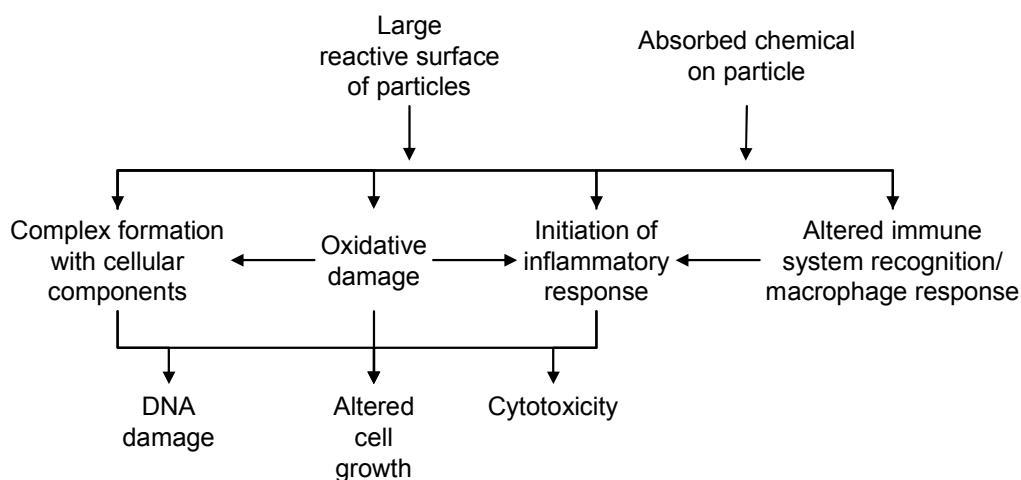 Large
reactive surface
of particles
Absorbed chemical
on particle
Complex formation
with cellular
components
Oxidative
damage
Initiation of
inflammatory
response
Altered immune
system recognition/
macrophage response
DNA
damage
Altered
cell
growth
Cytotoxicity